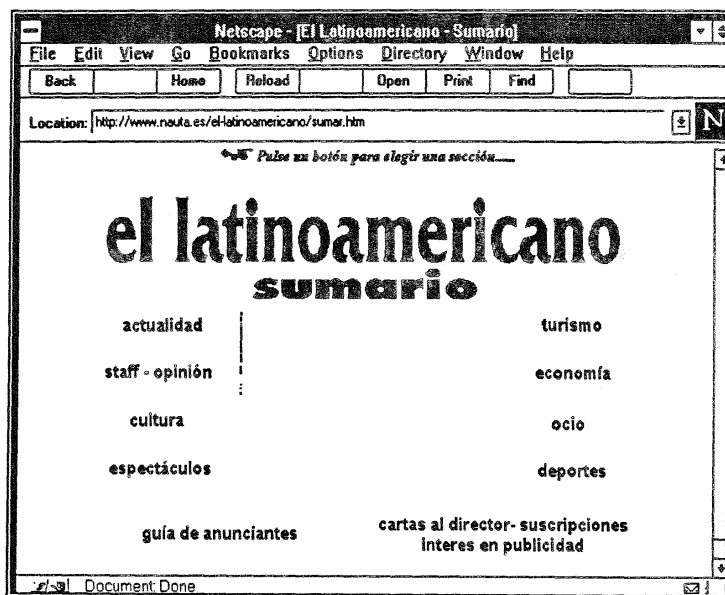 Netscape - [El Latinoamericano - Sumario]
File Edit View Go Bookmarks Options Directory Window Help
Back Home Reload Open Print Find
Location: http://www.nauta.es/el-latinoamericano/sumar.htm
N
Pulse un botón para elegir una sección......
el latinoamericano
sumario
actualidad turismo
staff - opinión economía
cultura ocio
espectáculos deportes
guía de anunciantes cartas al director- suscripciones
interes en publicidad
Document: Done